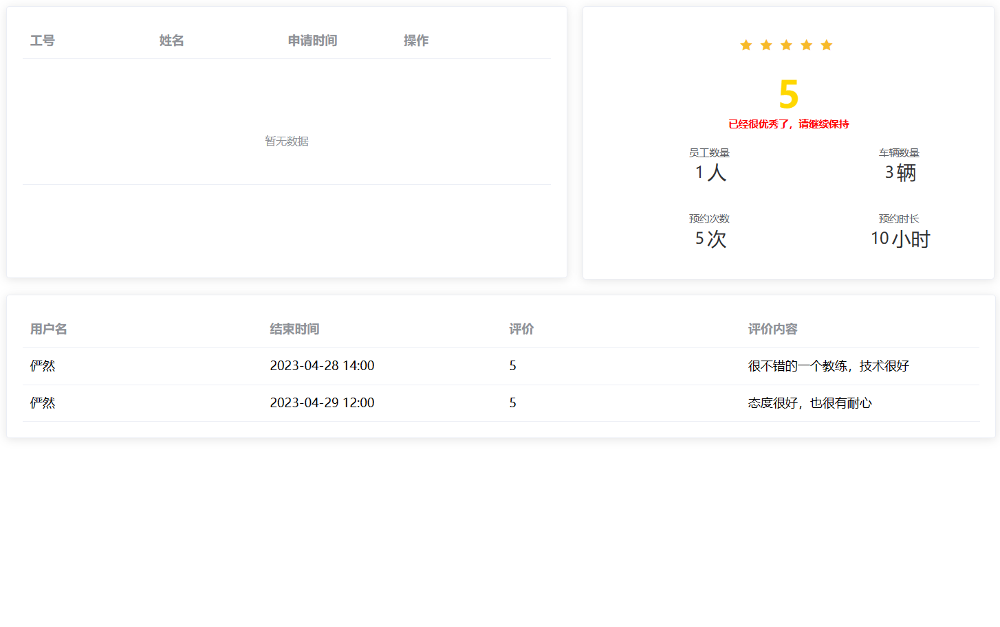 工号 姓名 申请时间 操作
暂无数据
5
已经很优秀了，请继续保持
员工数量 车辆数量
1人 3辆
预约次数 预约时长
5次 10小时
用户名 结束时间 评价 评价内容
俨然 2023-04-28 14:00 5 很不错的一个教练，技术很好
俨然 2023-04-29 12:00 5 态度很好，也很有耐心